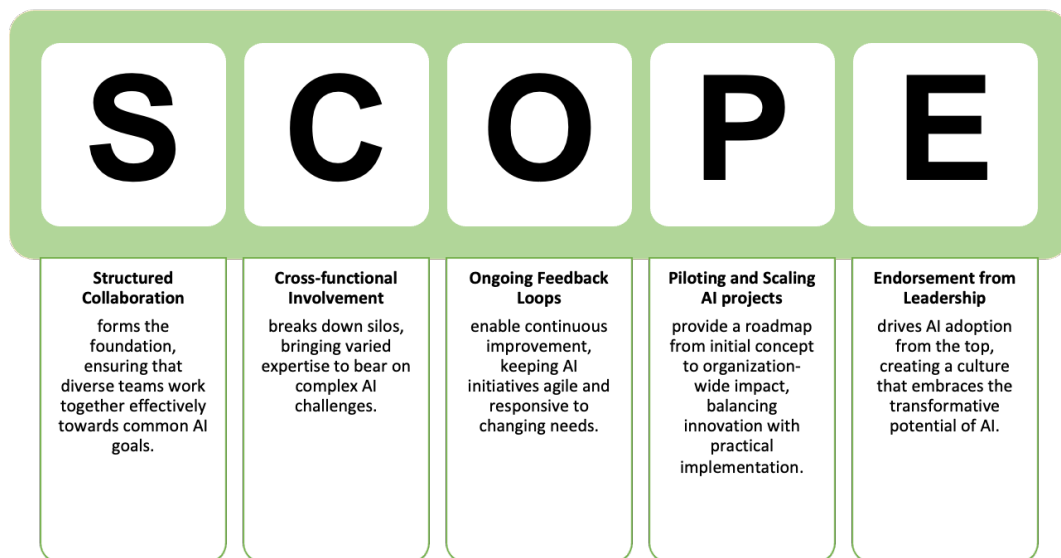 S C O P E
Structured
Collaboration
forms the
foundation,
ensuring that
diverse teams work
together effectively
towards common AI
goals.
Cross-functional
Involvement
breaks down silos,
bringing varied
expertise to bear on
complex AI
challenges.
Ongoing Feedback
Loops
enable continuous
improvement,
keeping AI
initiatives agile and
responsive to
changing needs.
Piloting and Scaling
AI projects
provide a roadmap
from initial concept
to organization-
wide impact,
balancing
innovation with
practical
implementation.
Endorsement from
Leadership
drives AI adoption
from the top,
creating a culture
that embraces the
transformative
potential of AI.